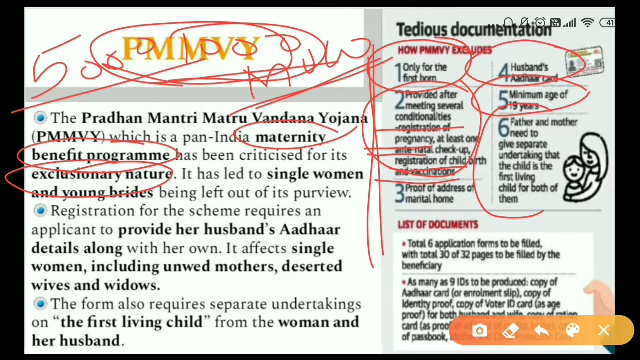 PMMVY
5000
The Pradhan Mantri Matru Vandana Yojana
(PMMVY) which is a pan-India maternity
benefit programme has been criticised for its
exclusionary nature. It has led to single women
and young brides being left out of its purview.
Registration for the scheme requires an
applicant to provide her husband's Aadhaar
details along with her own. It affects single
women, including unwed mothers, deserted
wives and widows.
The form also requires separate undertakings
on "the first living child" from the woman and
her husband.
41
Tedious documentation
HOW PMMVY EXCLUDES
1 Only for the
first born
2 Provided after
meeting several
conditionalities
-registration of
pregnancy, at least one
ante-natal check-up,
registration of child birth
and vaccinations
3 Proof of address of
marital home
4 Husband's
Aadhaar card
5 Minimum age of
19 years
6 Father and mother
need to
give separate
undertaking that
the child is the
first living
child for both of
them
LIST OF DOCUMENTS
• Total 6 application forms to be filled,
with total 30 of 32 pages to be filled by the
beneficiary
• As many as 9 IDs to be produced: copy of
Aadhar card (or enrolment slip), copy of
Identity proof, copy of Voter ID card (as age
proof) for both husband and wife, copy of ration
card (as proof of
of passbook,